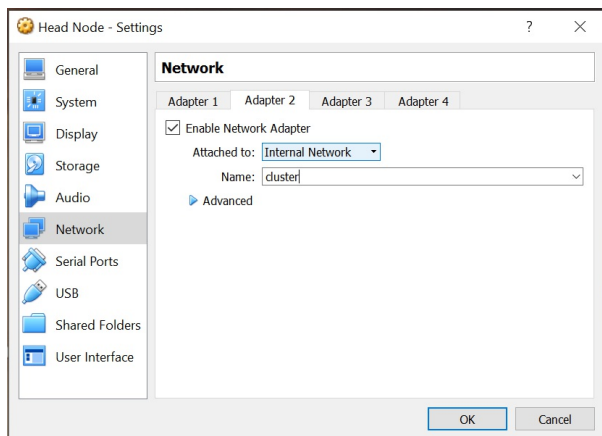 Head Node - Settings
?
General
System
Display
Storage
Audio
Network
Serial Ports
USB
Shared Folders
User Interface
Network
Adapter 1 Adapter 2 Adapter 3 Adapter 4
Enable Network Adapter
Attached to: Internal Network
Name: cluster
Advanced
OK Cancel